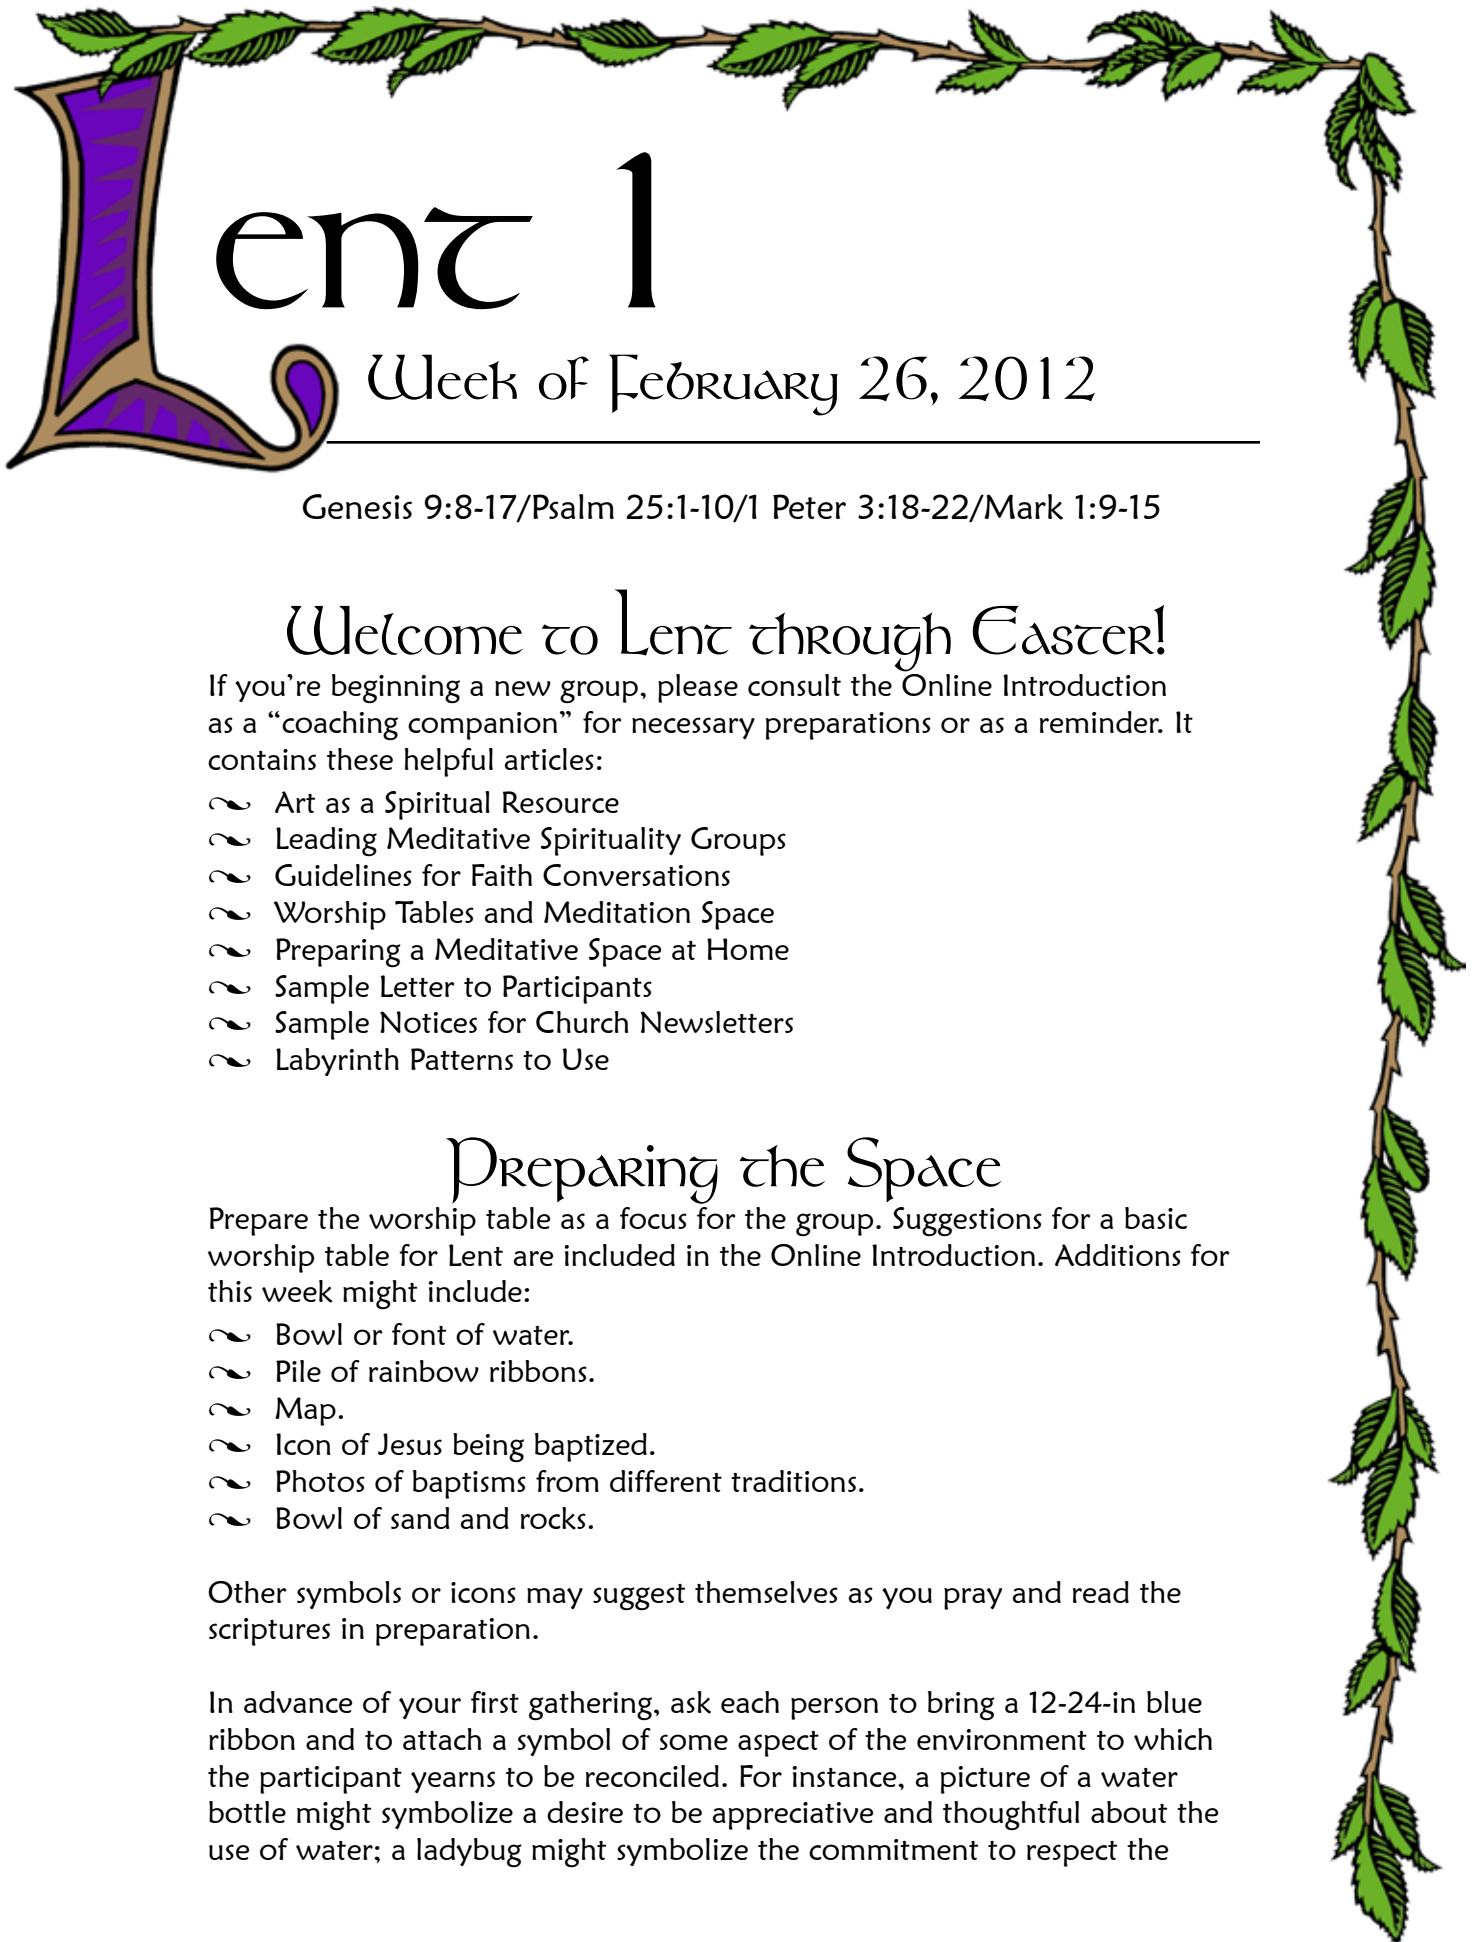 Lent 1
Week of February 26, 2012
Genesis 9:8-17/Psalm 25:1-10/1 Peter 3:18-22/Mark 1:9-15
Welcome to Lent through Easter!
If you’re beginning a new group, please consult the Online Introduction
as a “coaching companion” for necessary preparations or as a reminder. It
contains these helpful articles:
Art as a Spiritual Resource
Leading Meditative Spirituality Groups
Guidelines for Faith Conversations
Worship Tables and Meditation Space
Preparing a Meditative Space at Home
Sample Letter to Participants
Sample Notices for Church Newsletters
Labyrinth Patterns to Use
Preparing the Space
Prepare the worship table as a focus for the group. Suggestions for a basic
worship table for Lent are included in the Online Introduction. Additions for
this week might include:
Bowl or font of water.
Pile of rainbow ribbons.
Map.
Icon of Jesus being baptized.
Photos of baptisms from different traditions.
Bowl of sand and rocks.
Other symbols or icons may suggest themselves as you pray and read the
scriptures in preparation.
In advance of your first gathering, ask each person to bring a 12-24-in blue
ribbon and to attach a symbol of some aspect of the environment to which
the participant yearns to be reconciled. For instance, a picture of a water
bottle might symbolize a desire to be appreciative and thoughtful about the
use of water; a ladybug might symbolize the commitment to respect the